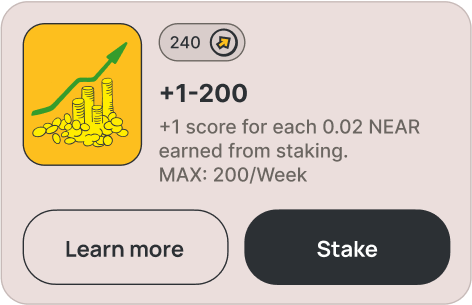 240
+1-200
+1 score for each 0.02 NEAR
earned from staking.
MAX: 200/Week
Learn more
Stake